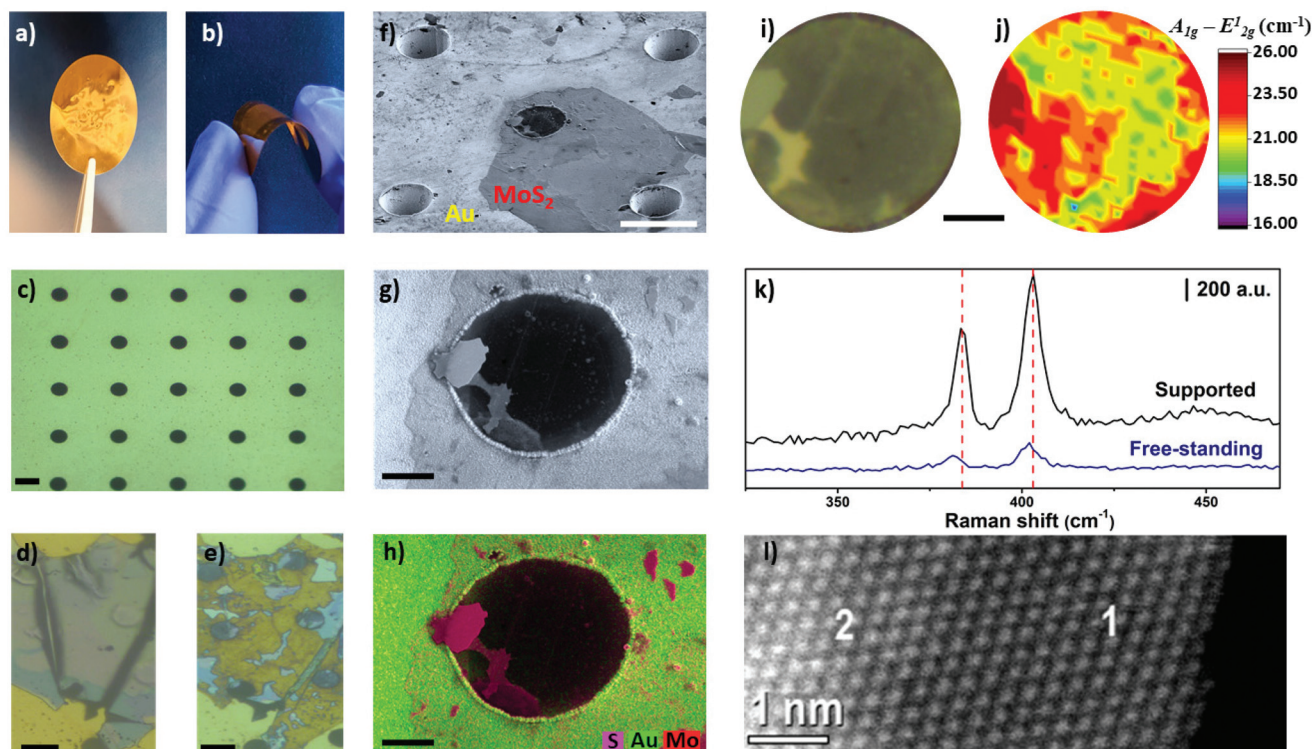 a)
b)
f)
Au
MoS₂
i)
j)
A₁g – E¹₂g (cm⁻¹)
26.00
23.50
21.00
18.50
16.00
c)
g)
k)
200 a.u.
Supported
Free-standing
350
400
450
Raman shift (cm⁻¹)
d)
e)
h)
S Au Mo
l)
2
1
1 nm